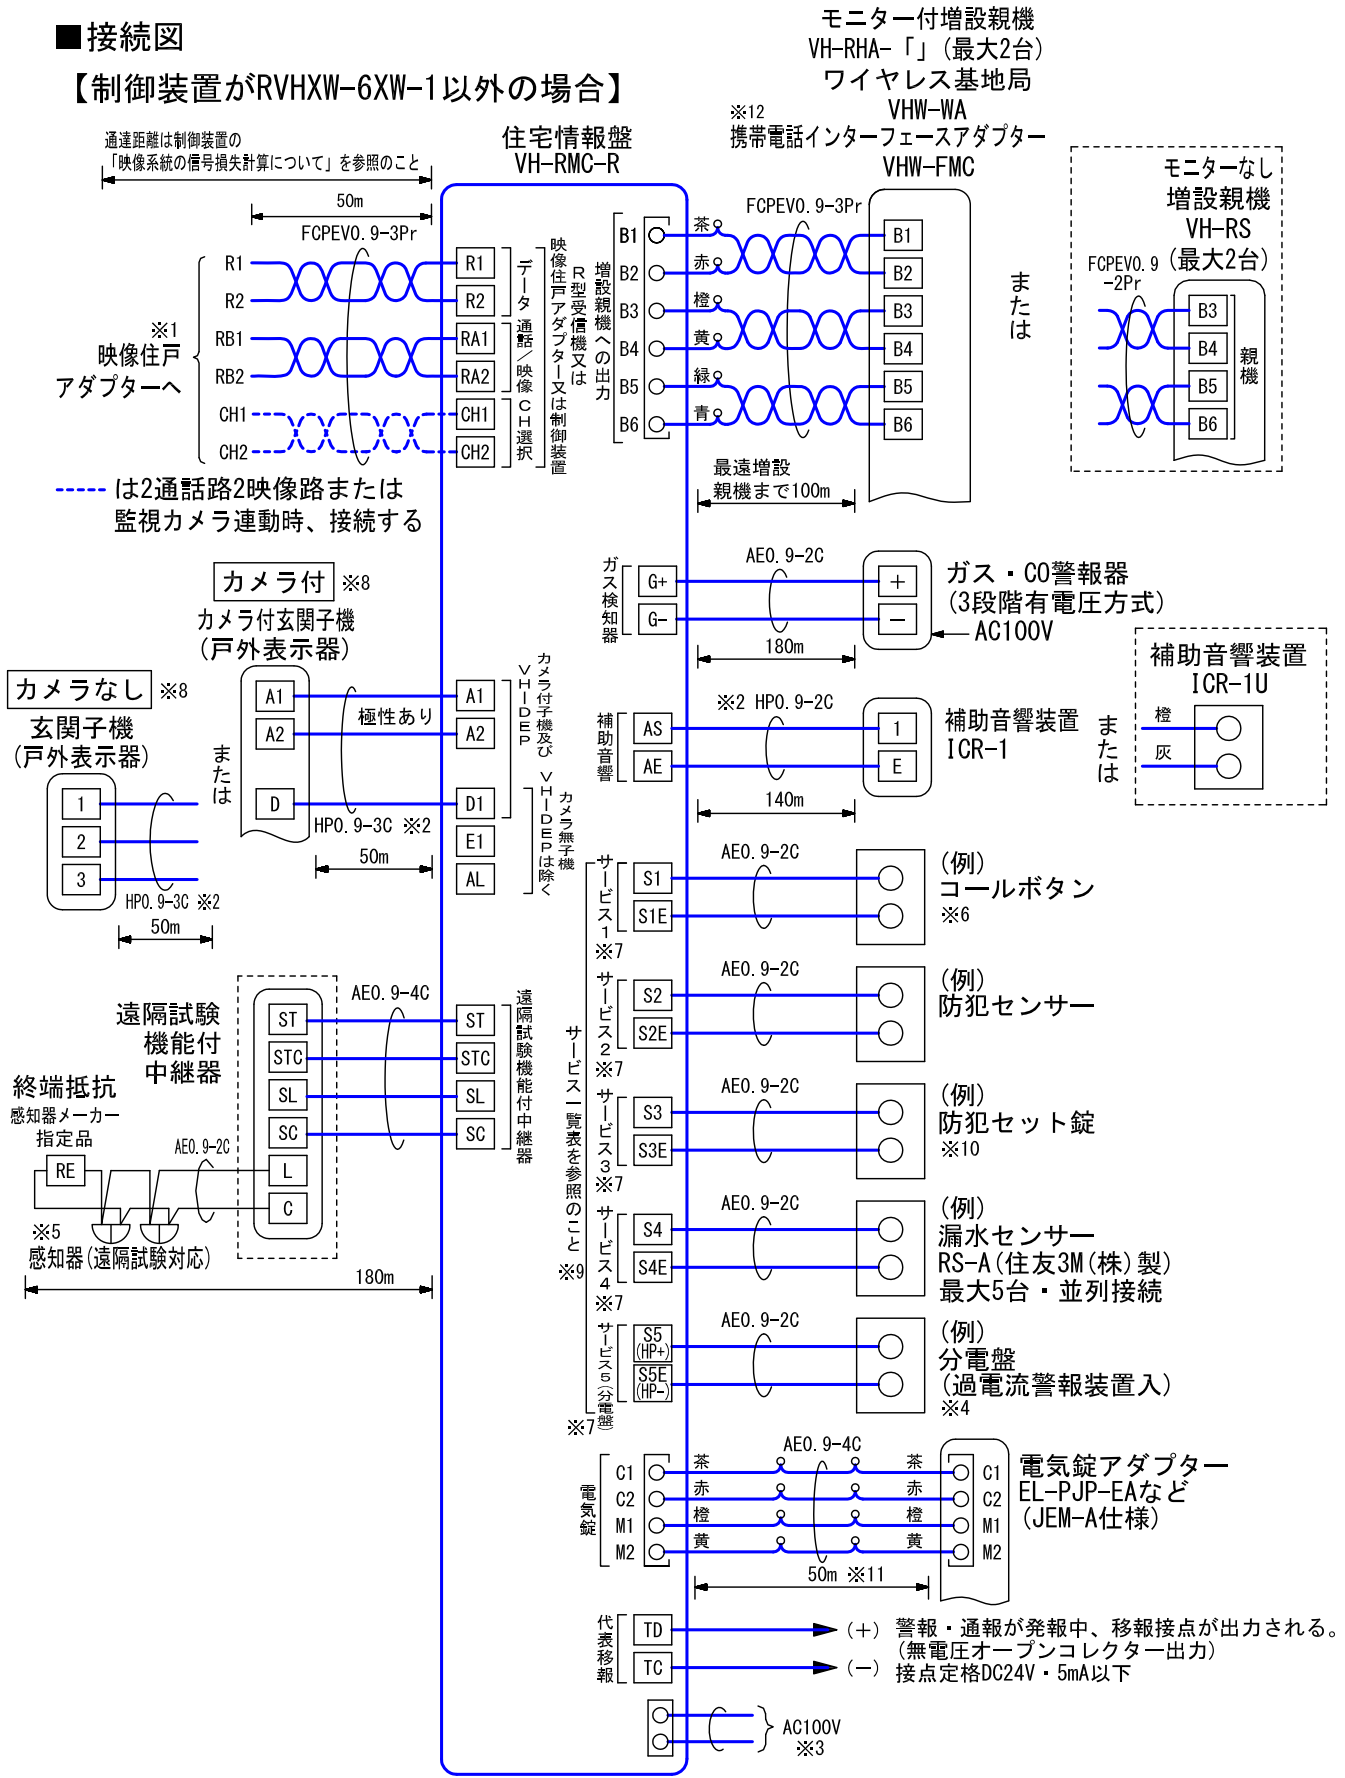 ■接続図
【制御装置がRVHXW-6XW-1以外の場合】
通達距離は制御装置の
「映像系統の信号損失計算について」を参照のこと
50m
FCPEV0.9-3Pr
R1
R2
RB1
RB2
CH1
CH2
※1
映像住戸
アダプターへ
は2通話路2映像路または
監視カメラ連動時、接続する
住宅情報盤
VH-RMC-R
R1
R2
RA1
RA2
CH1
CH2
データ
通話/映像
CH選択
映像住戸アダプター又は制御装置
R型受信機又は
増設親機への出力
B1
B2
B3
B4
B5
B6
茶
赤
橙
黄
緑
青
FCPEV0.9-3Pr
最遠増設
親機まで100m
モニター付増設親機
VH-RHA-「」(最大2台)
ワイヤレス基地局
VHW-WA
※12
携帯電話インターフェースアダプター
VHW-FMC
B1
B2
B3
B4
B5
B6
または
モニターなし
増設親機
VH-RS
(最大2台)
FCPEV0.9
-2Pr
B3
B4
B5
B6
親機
カメラ付
※8
カメラ付玄関子機
(戸外表示器)
A1
A2
D
極性あり
HP0.9-3C ※2
50m
または
カメラなし
※8
玄関子機
(戸外表示器)
1
2
3
HP0.9-3C ※2
50m
A1
A2
D1
E1
AL
カメラ付子機及び
VHIDEP
カメラ無子機
VHIDEPは除く
遠隔試験
機能付
中継器
終端抵抗
感知器メーカー
指定品
RE
AE0.9-2C
※5
感知器(遠隔試験対応)
180m
ST
STC
SL
SC
L
C
AE0.9-4C
ST
STC
SL
SC
遠隔試験機能付中継器
ガス検知器
G+
G-
AE0.9-2C
180m
+
−
ガス・CO警報器
(3段階有電圧方式)
AC100V
補助音響
AS
AE
※2 HP0.9-2C
140m
1
E
補助音響装置
ICR-1
または
補助音響装置
ICR-1U
橙
灰
サービス一覧表を参照のこと
※9
サービス1
※7
S1
S1E
AE0.9-2C
(例)
コールボタン
※6
サービス2
※7
S2
S2E
AE0.9-2C
(例)
防犯センサー
サービス3
※7
S3
S3E
AE0.9-2C
(例)
防犯セット錠
※10
サービス4
※7
S4
S4E
AE0.9-2C
(例)
漏水センサー
RS-A(住友3M(株)製)
最大5台・並列接続
サービス5(分電盤)
※7
S5
(HP+)
S5E
(HP-)
AE0.9-2C
(例)
分電盤
(過電流警報装置入)
※4
電気錠
C1
C2
M1
M2
茶
赤
橙
黄
AE0.9-4C
茶
赤
橙
黄
50m ※11
C1
C2
M1
M2
電気錠アダプター
EL-PJP-EAなど
(JEM-A仕様)
代表移報
TD
TC
(+)
(−)
警報・通報が発報中、移報接点が出力される。
(無電圧オープンコレクター出力)
接点定格DC24V・5mA以下
AC100V
※3